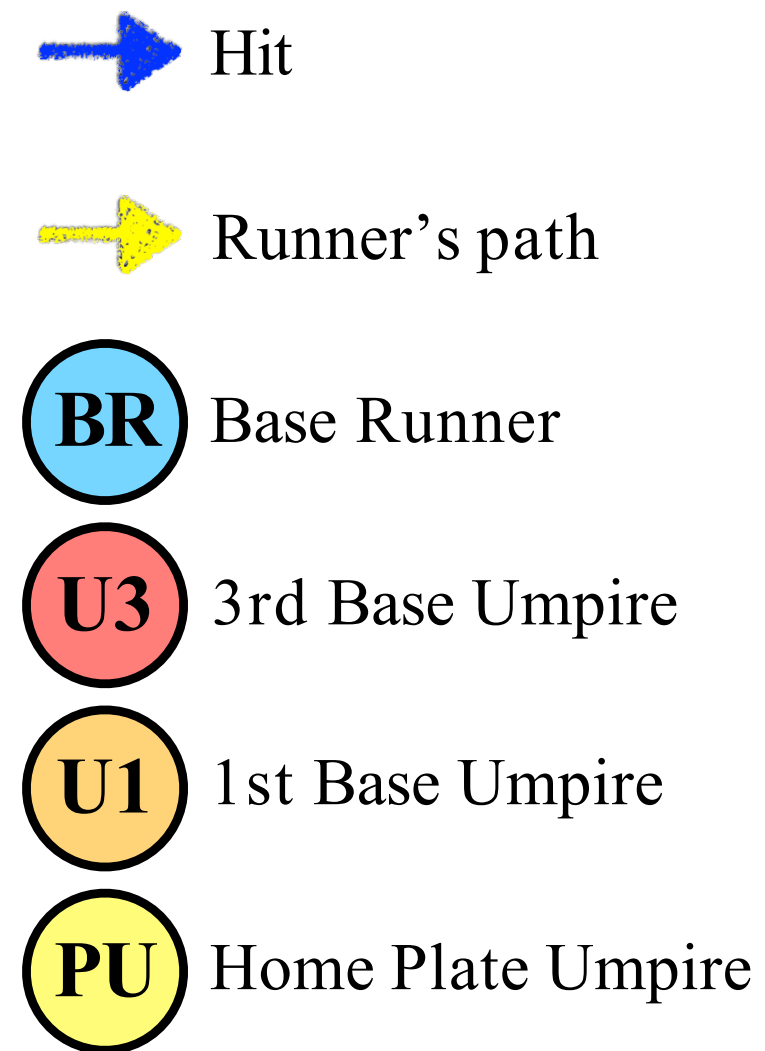 Hit
Runner’s path
BR Base Runner
U3 3rd Base Umpire
U1 1st Base Umpire
PU Home Plate Umpire